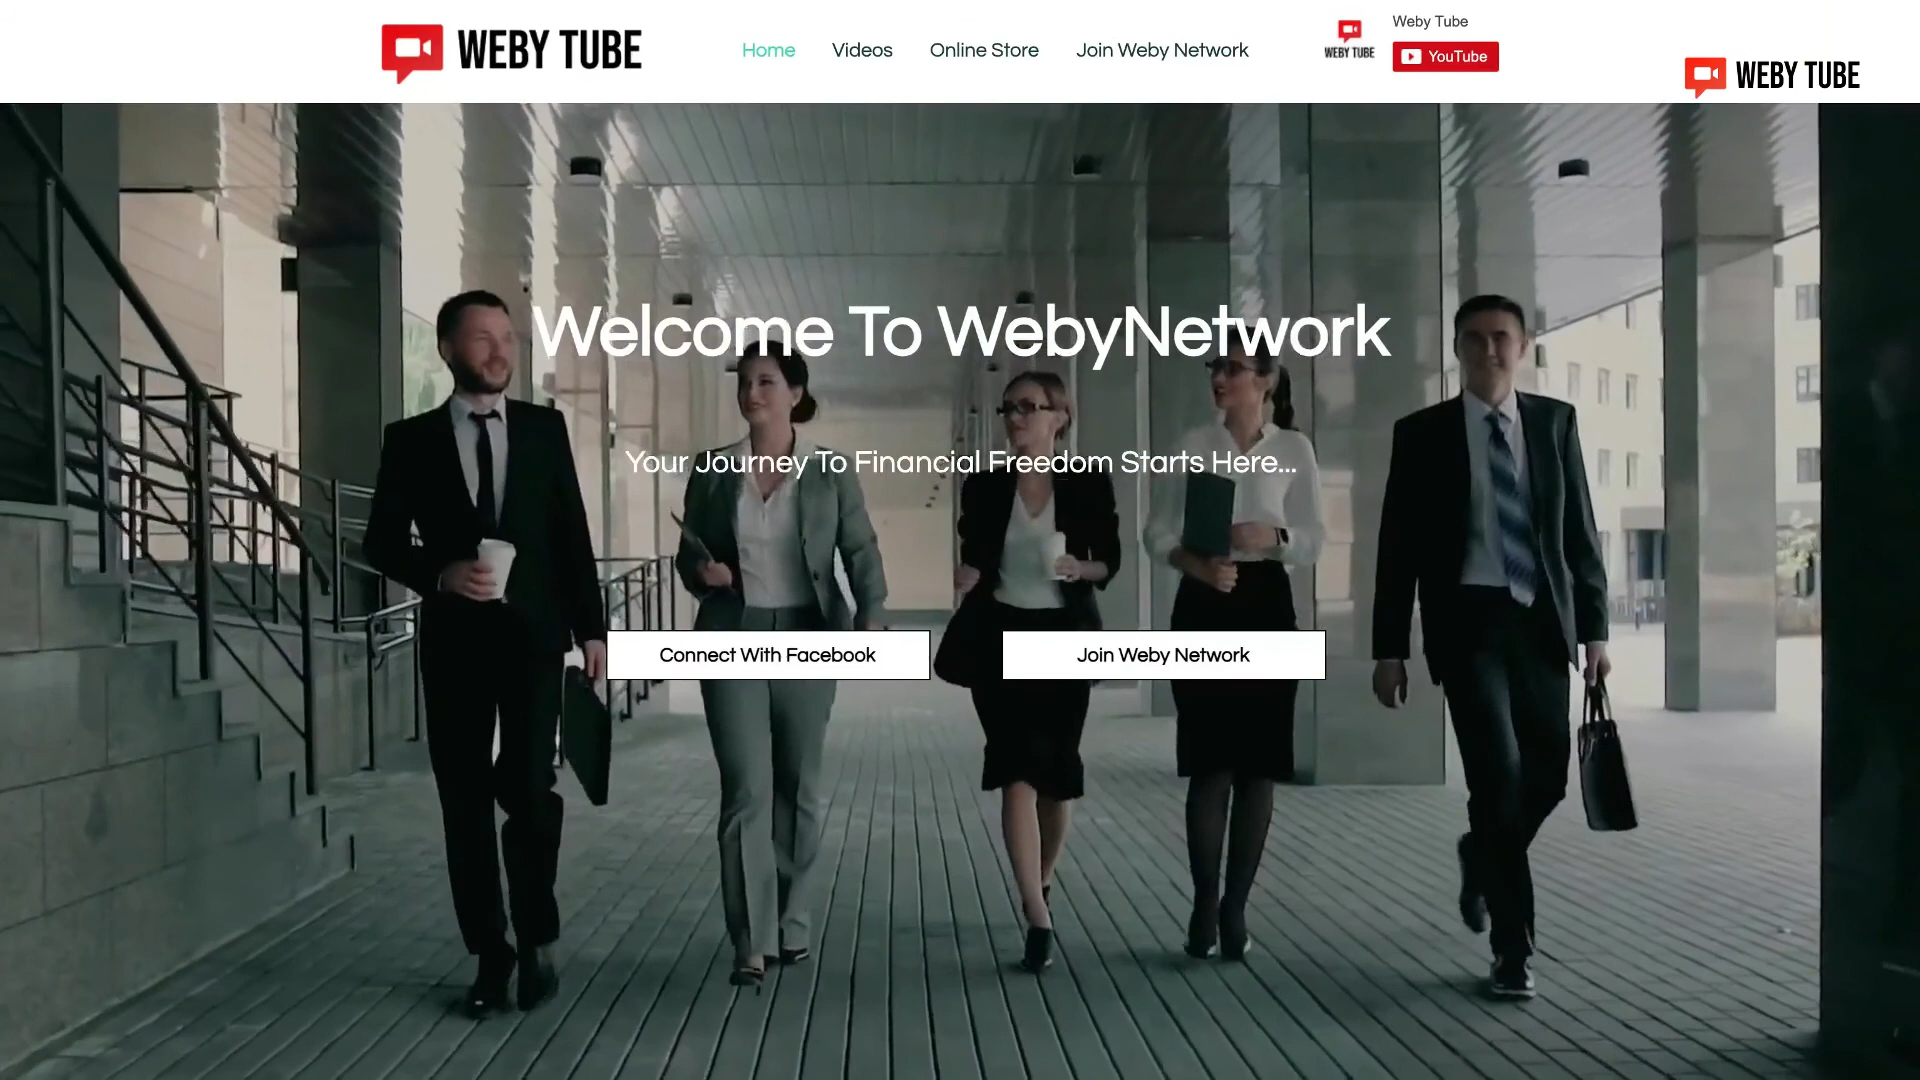 WEBY TUBE
Home
Videos
Online Store
Join Weby Network
WEBY TUBE
Weby Tube
YouTube
WEBY TUBE
Welcome To WebyNetwork
Your Journey To Financial Freedom Starts Here...
Connect With Facebook
Join Weby Network